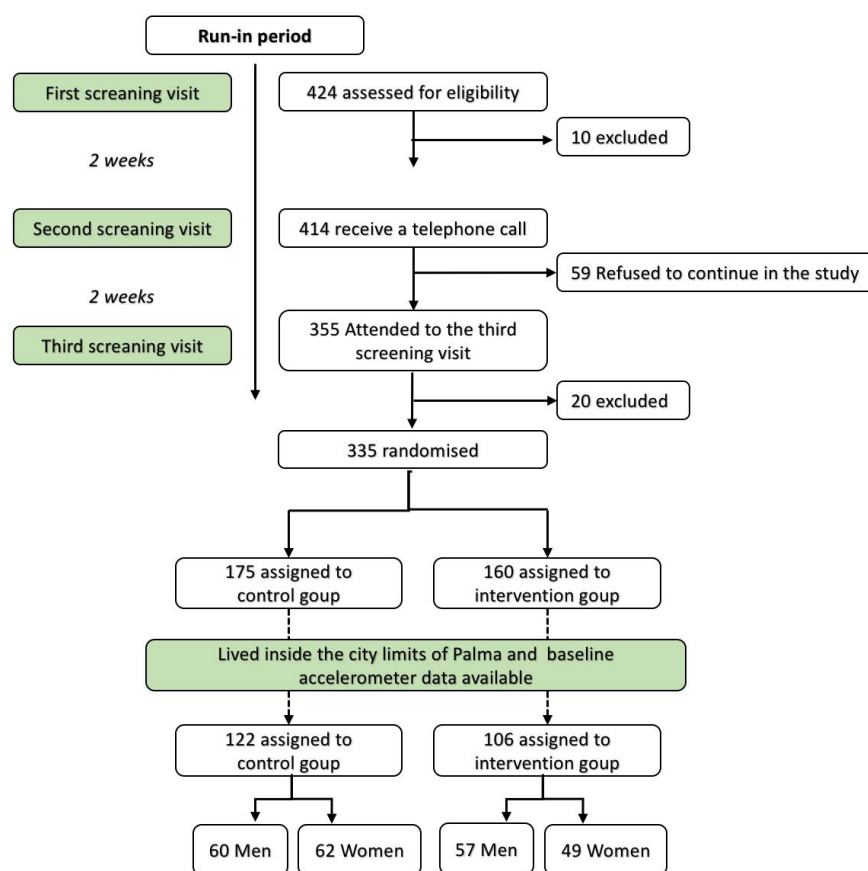 Run-in period
First screaning visit
424 assessed for eligibility
10 excluded
2 weeks
Second screaning visit
414 receive a telephone call
59 Refused to continue in the study
2 weeks
Third screaning visit
355 Attended to the third
screening visit
20 excluded
335 randomised
175 assigned to
control goup
160 assigned to
intervention goup
Lived inside the city limits of Palma and baseline
accelerometer data available
122 assigned to
control goup
106 assigned to
intervention goup
60 Men
62 Women
57 Men
49 Women